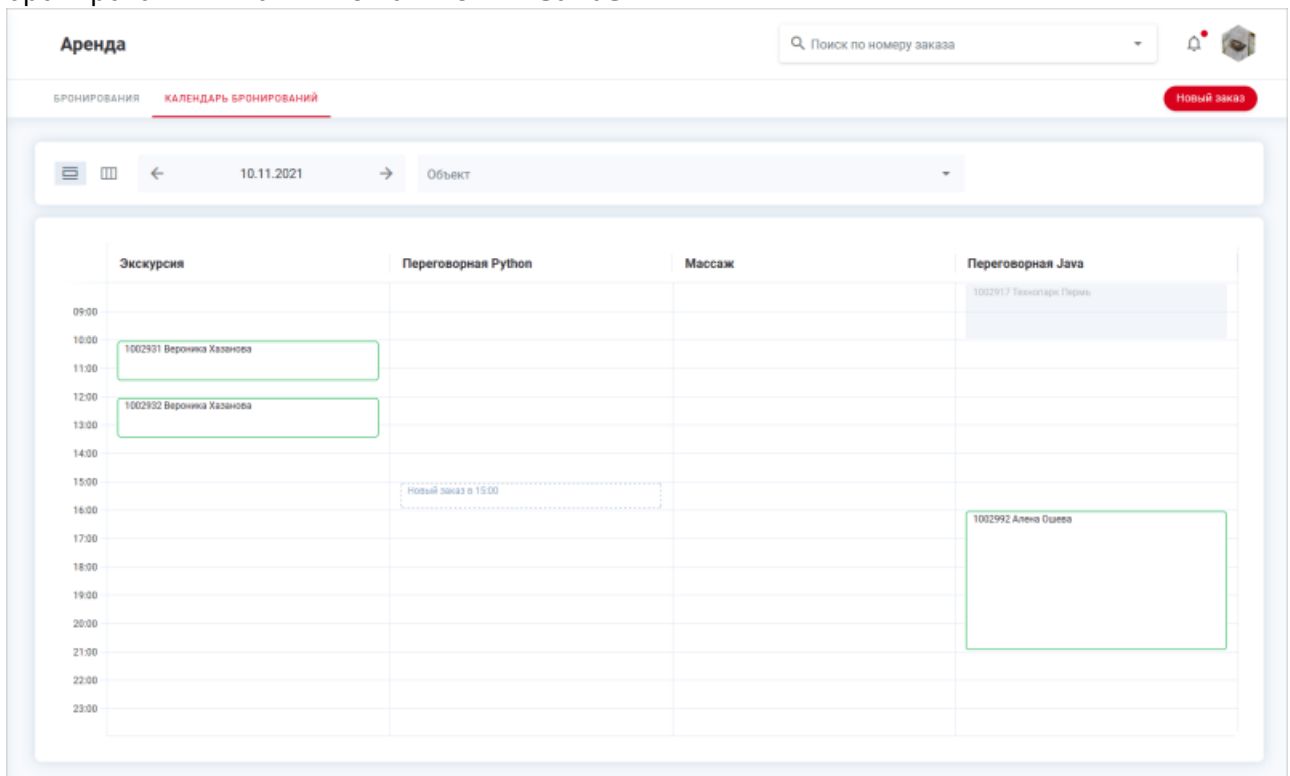 Аренда
Поиск по номеру заказа
БРОНИРОВАНИЯ
КАЛЕНДАРЬ БРОНИРОВАНИЙ
Новый заказ
10.11.2021
Объект
Экскурсия
Переговорная Python
Массаж
Переговорная Java
1002917 Технопарк Пермь
09:00
10:00
1002931 Вероника Хазанова
11:00
12:00
1002932 Вероника Хазанова
13:00
14:00
15:00
Новый заказ в 15:00
16:00
1002992 Алена Ошева
17:00
18:00
19:00
20:00
21:00
22:00
23:00